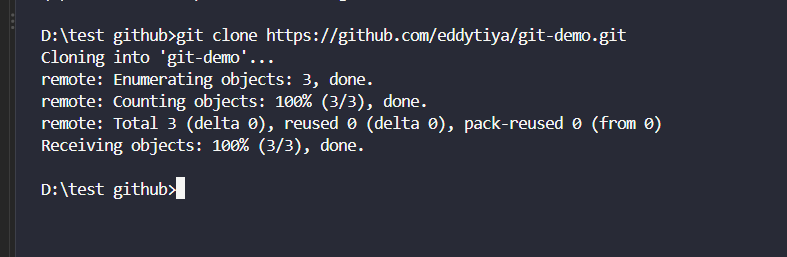 D:\test github>git clone https://github.com/eddytiya/git-demo.git
Cloning into 'git-demo'...
remote: Enumerating objects: 3, done.
remote: Counting objects: 100% (3/3), done.
remote: Total 3 (delta 0), reused 0 (delta 0), pack-reused 0 (from 0)
Receiving objects: 100% (3/3), done.
D:\test github>